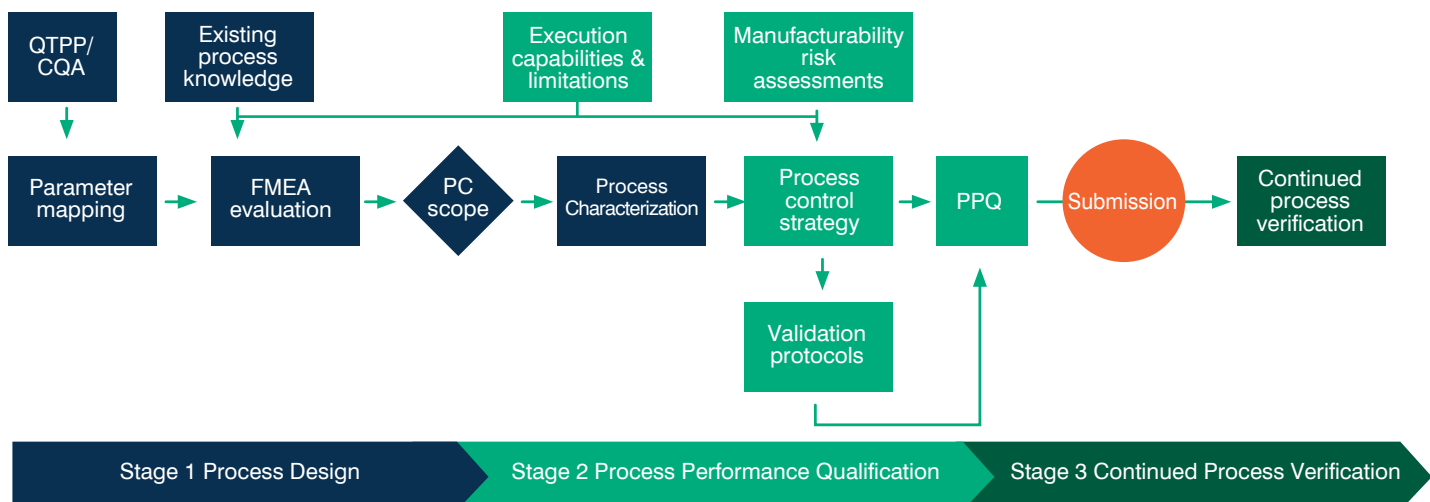 QTPP/
CQA
Existing
process
knowledge
Execution
capabilities &
limitations
Manufacturability
risk
assessments
Parameter
mapping
FMEA
evaluation
PC
scope
Process
Characterization
Process
control
strategy
PPQ
Submission
Continued
process
verification
Validation
protocols
Stage 1 Process Design
Stage 2 Process Performance Qualification
Stage 3 Continued Process Verification